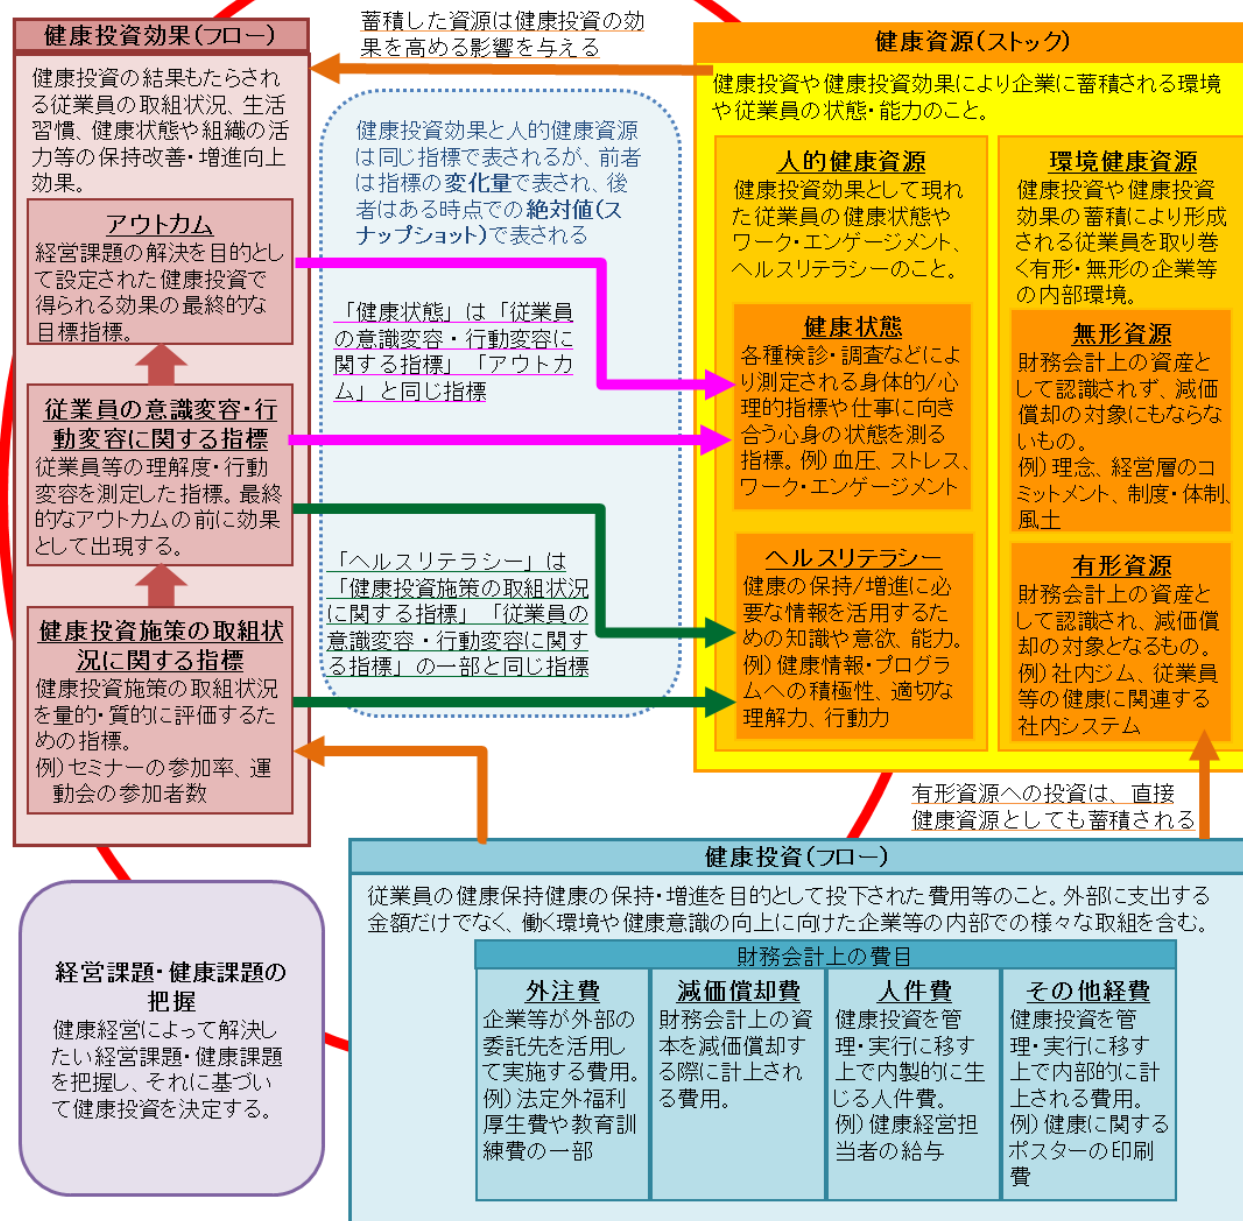 健康投資効果(フロー)
健康投資の結果もたらされ
る従業員の取組状況、生活
習慣、健康状態や組織の活
力等の保持改善・増進向上
効果。
アウトカム
経営課題の解決を目的とし
て設定された健康投資で
得られる効果の最終的な
目標指標。
従業員の意識変容・行
動変容に関する指標
従業員等の理解度・行動
変容を測定した指標。最終
的なアウトカムの前に効果
として出現する。
健康投資施策の取組状
況に関する指標
健康投資施策の取組状況
を量的・質的に評価するた
めの指標。
例)セミナーの参加率、運
動会の参加者数
蓄積した資源は健康投資の効
果を高める影響を与える
健康投資効果と人的健康資源
は同じ指標で表されるが、前者
は指標の変化量で表され、後
者はある時点での絶対値(ス
ナップショット)で表される
「健康状態」は「従業員
の意識変容・行動変容に
関する指標」「アウトカ
ム」と同じ指標
「ヘルスリテラシー」は
「健康投資施策の取組状況
に関する指標」「従業員の
意識変容・行動変容に関す
る指標」の一部と同じ指標
健康資源(ストック)
健康投資や健康投資効果により企業に蓄積される環境
や従業員の状態・能力のこと。
人的健康資源
健康投資効果として現れ
た従業員の健康状態や
ワーク・エンゲージメント、
ヘルスリテラシーのこと。
健康状態
各種検診・調査などによ
り測定される身体的/心
理的指標や仕事に向き
合う心身の状態を測る
指標。例)血圧、ストレス、
ワーク・エンゲージメント
ヘルスリテラシー
健康の保持/増進に必
要な情報を活用するた
めの知識や意欲、能力。
例)健康情報・プログラ
ムへの積極性、適切な
理解力、行動力
環境健康資源
健康投資や健康投資
効果の蓄積により形成
される従業員を取り巻
く有形・無形の企業等
の内部環境。
無形資源
財務会計上の資産と
して認識されず、減価
償却の対象にもならな
いもの。
例)理念、経営層のコ
ミットメント、制度・体制、
風土
有形資源
財務会計上の資産と
して認識され、減価償
却の対象となるもの。
例)社内ジム、従業員
等の健康に関連する
社内システム
有形資源への投資は、直接
健康資源としても蓄積される
健康投資(フロー)
従業員の健康保持健康の保持・増進を目的として投下された費用等のこと。外部に支出する
金額だけでなく、働く環境や健康意識の向上に向けた企業等の内部での様々な取組を含む。
財務会計上の費目
外注費
企業等が外部の
委託先を活用し
て実施する費用。
例)法定外福利
厚生費や教育訓
練費の一部
減価償却費
財務会計上の資
本を減価償却す
る際に計上され
る費用。
人件費
健康投資を管
理・実行に移す
上で内製的に生
じる人件費。
例)健康経営担
当者の給与
その他経費
健康投資を管
理・実行に移す
上で内部的に計
上される費用。
例)健康に関する
ポスターの印刷
費
経営課題・健康課題の
把握
健康経営によって解決し
たい経営課題・健康課題
を把握し、それに基づい
て健康投資を決定する。